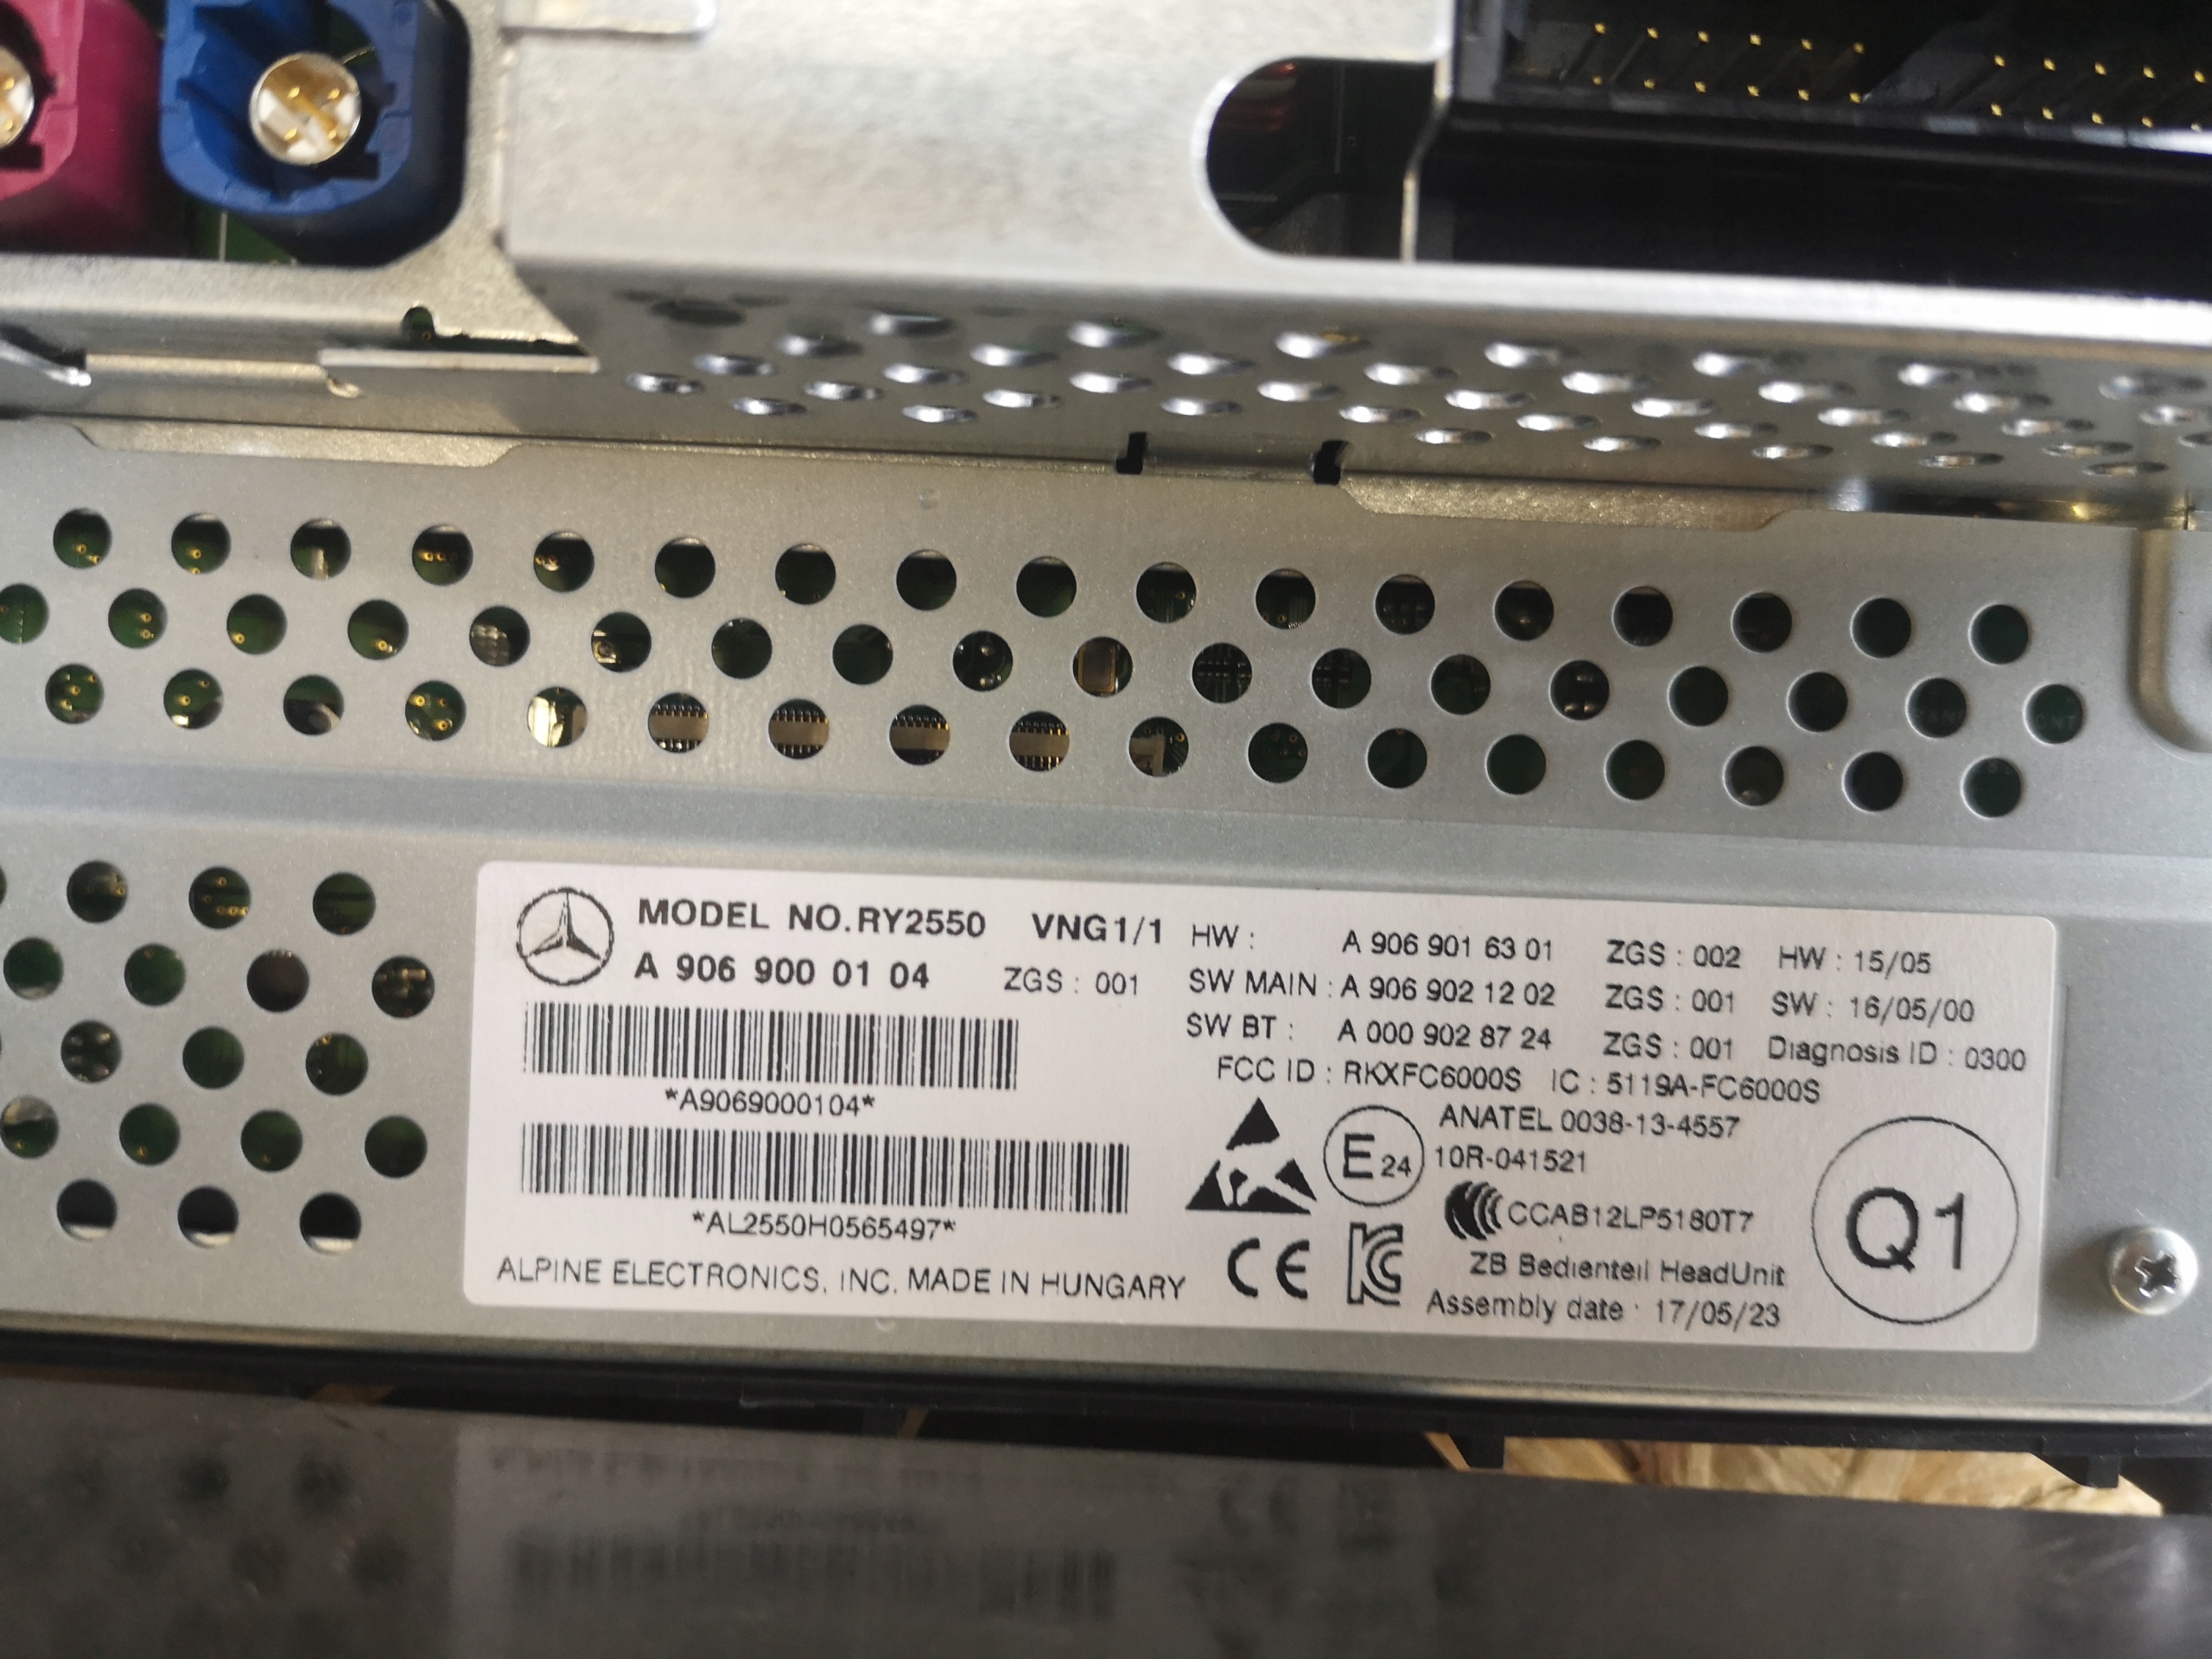 MODEL NO.RY2550 VNG1/1
A 906 900 01 04 ZGS : 001
*A9069000104*
*AL2550H0565497*
ALPINE ELECTRONICS, INC. MADE IN HUNGARY
HW : A 906 901 63 01 ZGS : 002 HW : 15/05
SW MAIN : A 906 902 12 02 ZGS : 001 SW : 16/05/00
SW BT : A 000 902 87 24 ZGS : 001 Diagnosis ID : 0300
FCC ID : RKXFC6000S IC : 5119A-FC6000S
ANATEL 0038-13-4557
E 24 10R-041521
CCAB12LP5180T7
CE
ZB Bedienteil HeadUnit
Assembly date : 17/05/23
Q1